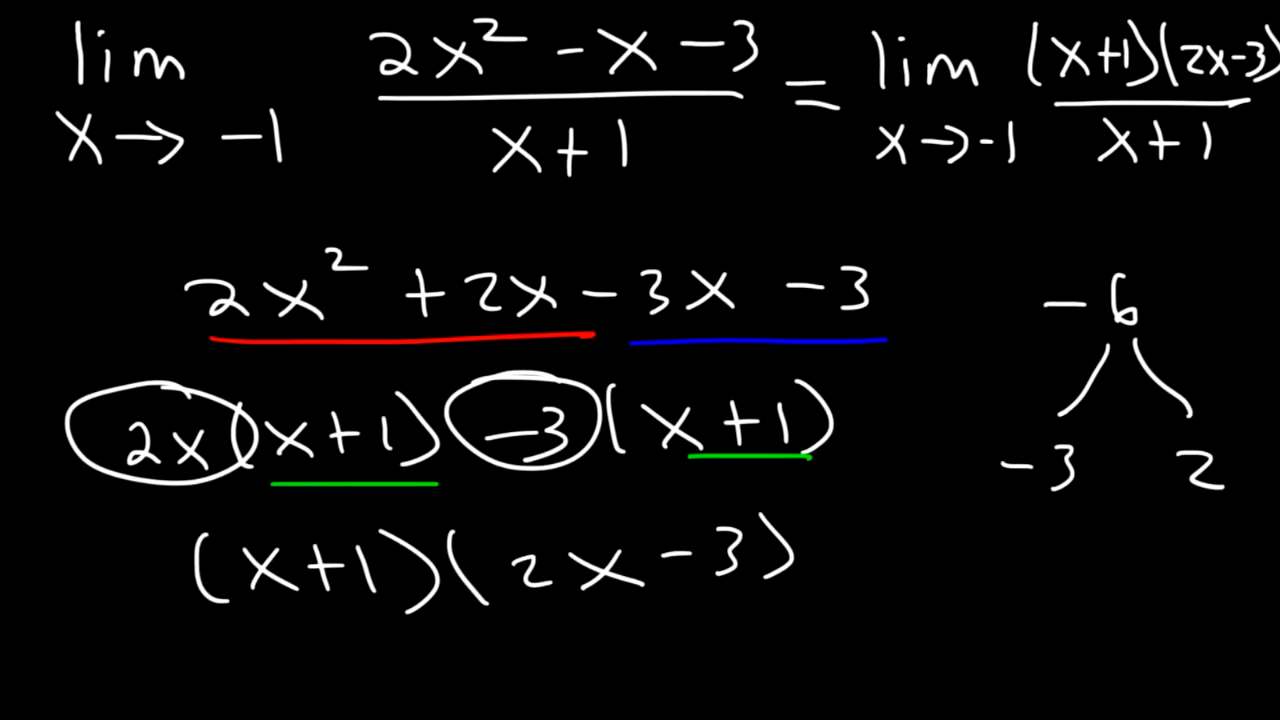 lim x→-1 (2x² - x - 3)/(x+1) = lim x→-1 (x+1)(2x-3)/(x+1)
2x² + 2x - 3x - 3
-6
2x(x+1) -3(x+1)
-3 2
(x+1)(2x-3)